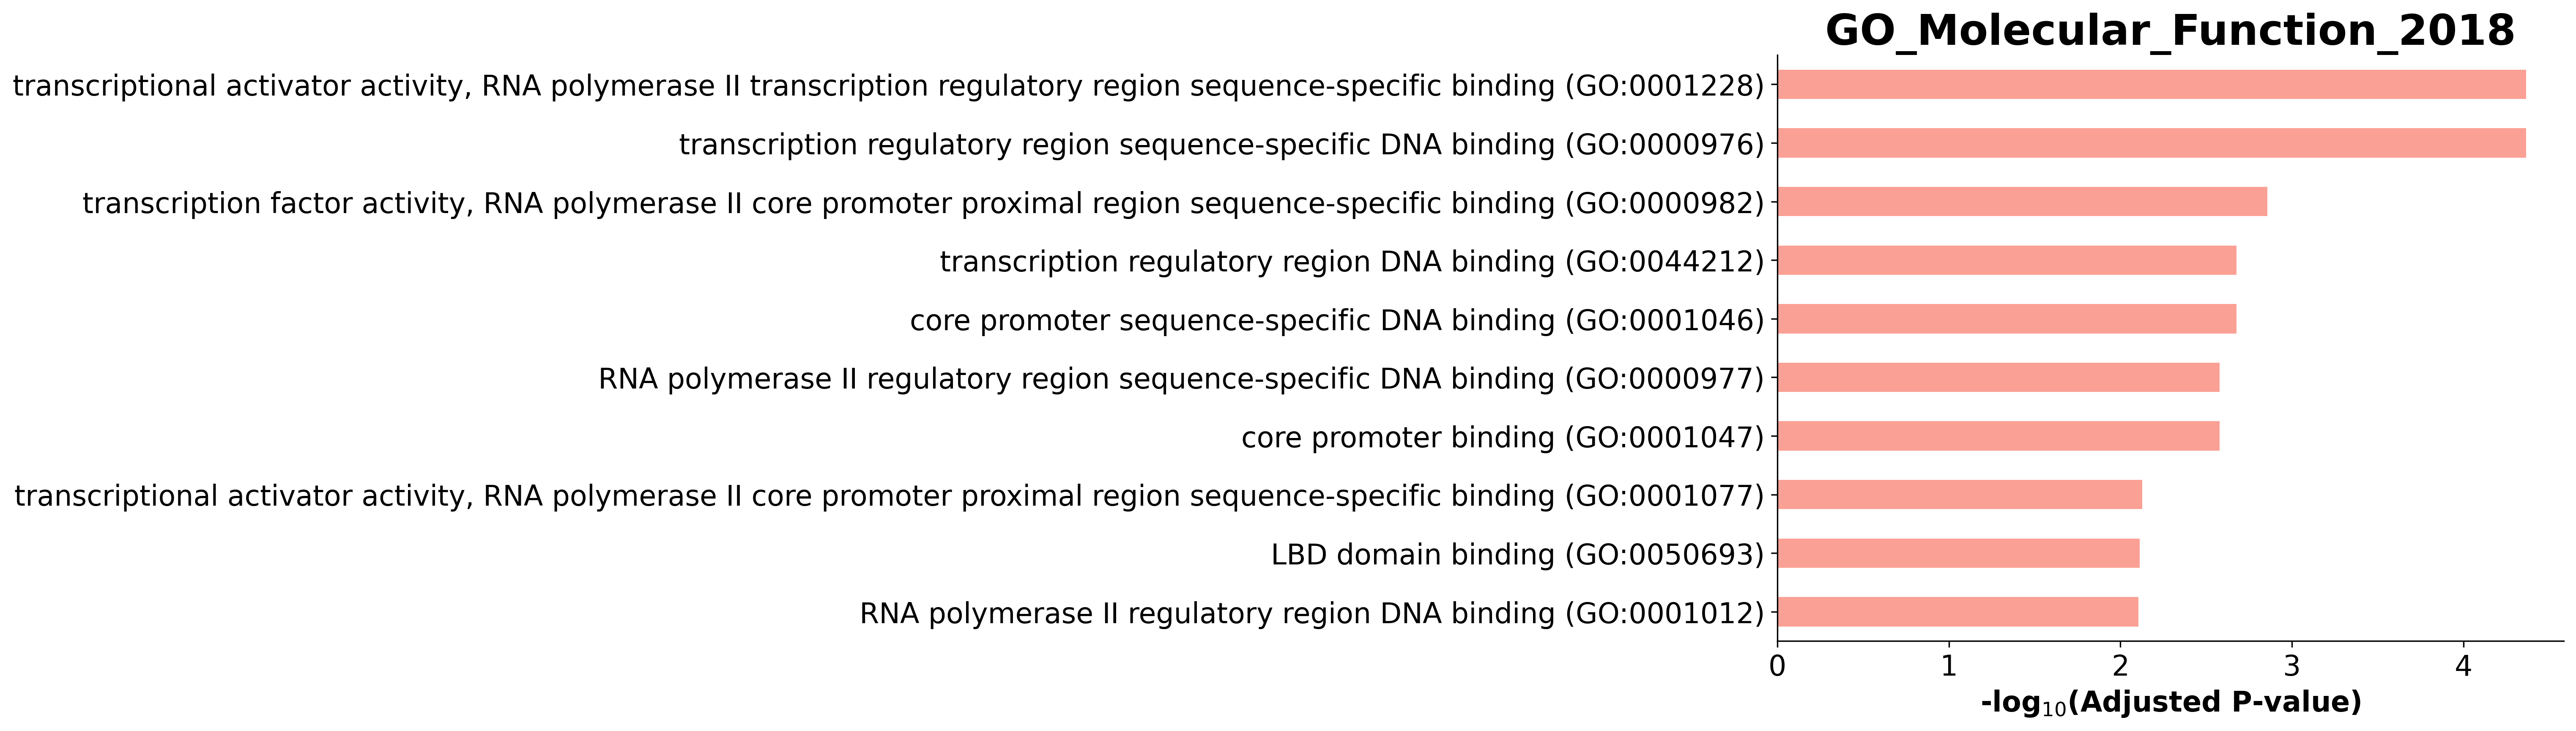 GO_Molecular_Function_2018
transcriptional activator activity, RNA polymerase II transcription regulatory region sequence-specific binding (GO:0001228)
transcription regulatory region sequence-specific DNA binding (GO:0000976)
transcription factor activity, RNA polymerase II core promoter proximal region sequence-specific binding (GO:0000982)
transcription regulatory region DNA binding (GO:0044212)
core promoter sequence-specific DNA binding (GO:0001046)
RNA polymerase II regulatory region sequence-specific DNA binding (GO:0000977)
core promoter binding (GO:0001047)
transcriptional activator activity, RNA polymerase II core promoter proximal region sequence-specific binding (GO:0001077)
LBD domain binding (GO:0050693)
RNA polymerase II regulatory region DNA binding (GO:0001012)
0 1 2 3 4
-log₁₀(Adjusted P-value)